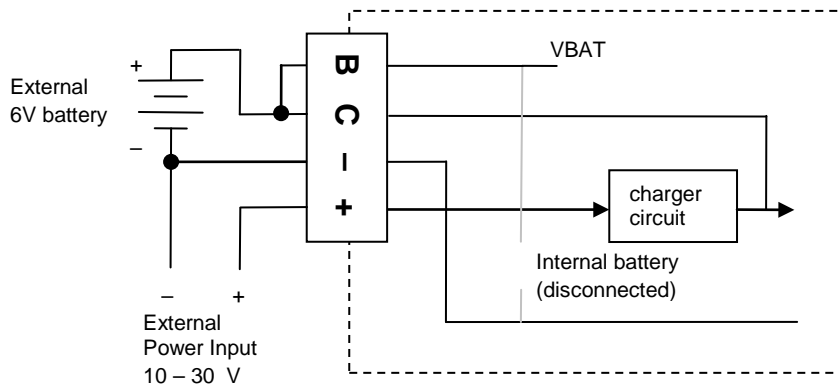 +
External
6V battery
–
B
C
–
+
VBAT
charger
circuit
Internal battery
(disconnected)
– +
External
Power Input
10 – 30 V